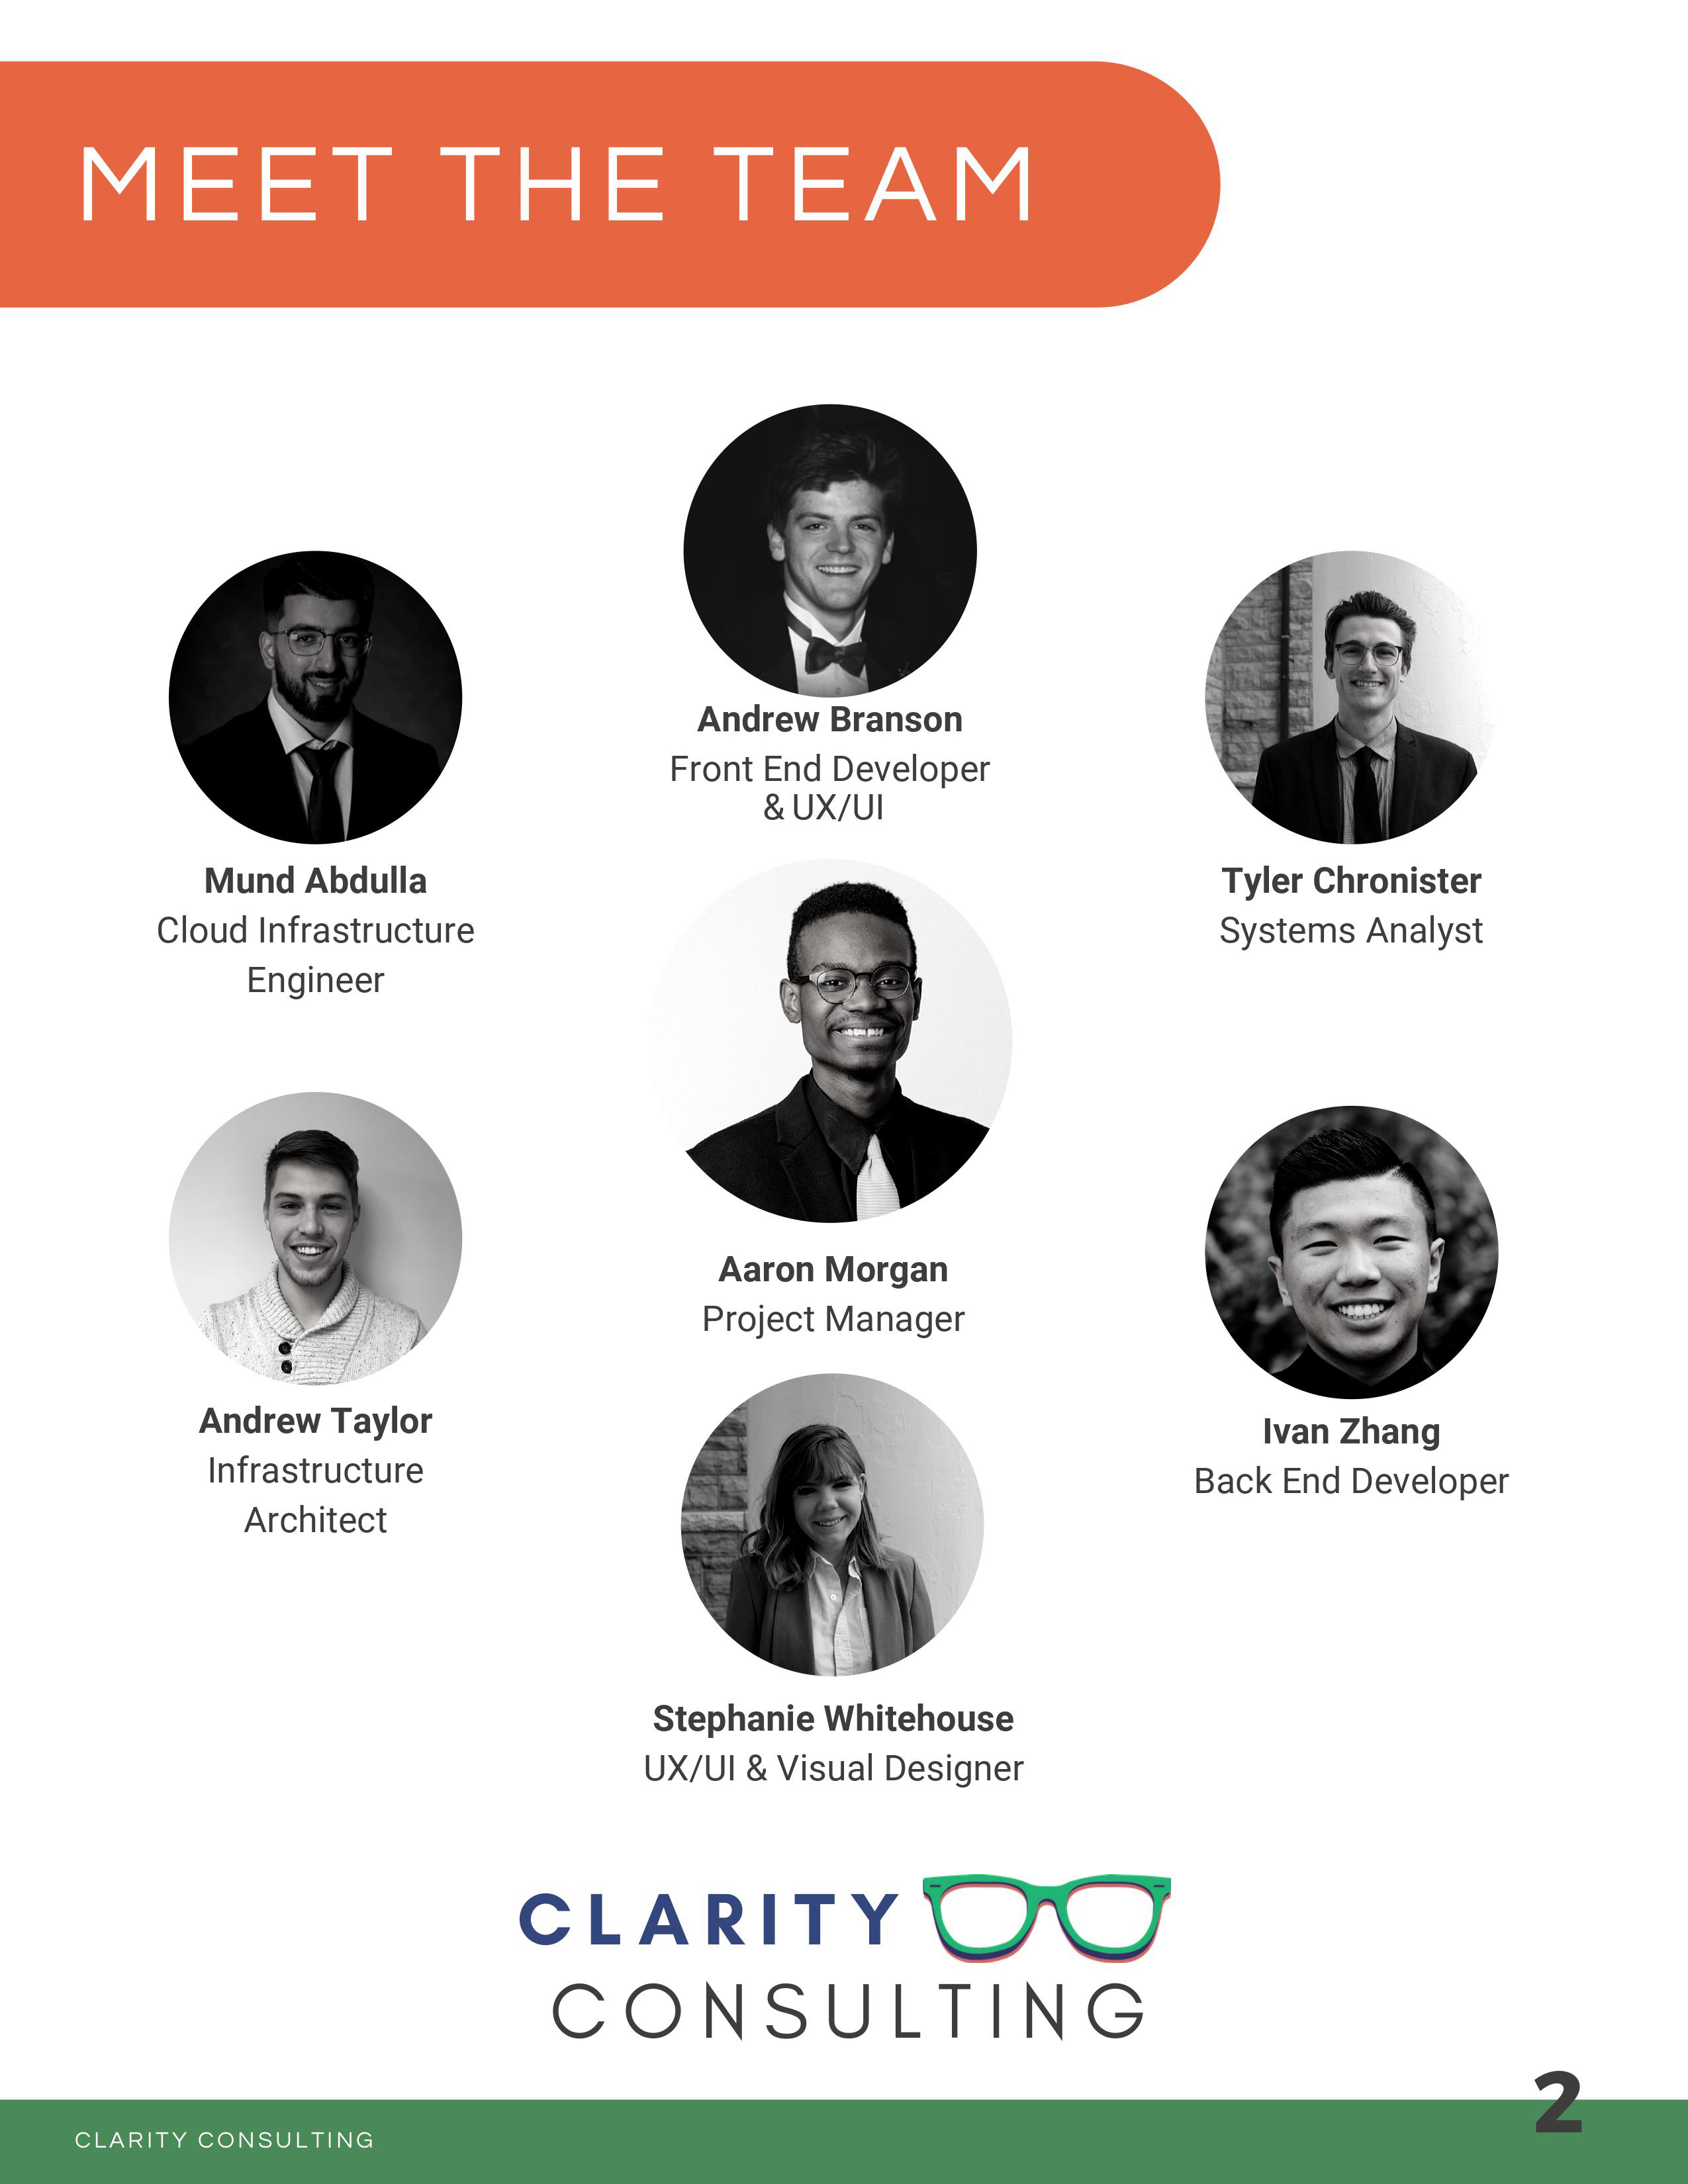 MEET THE TEAM
Andrew Branson
Front End Developer
& UX/UI
Mund Abdulla
Cloud Infrastructure
Engineer
Tyler Chronister
Systems Analyst
Aaron Morgan
Project Manager
Andrew Taylor
Infrastructure
Architect
Ivan Zhang
Back End Developer
Stephanie Whitehouse
UX/UI & Visual Designer
CLARITY
CONSULTING
CLARITY CONSULTING
2